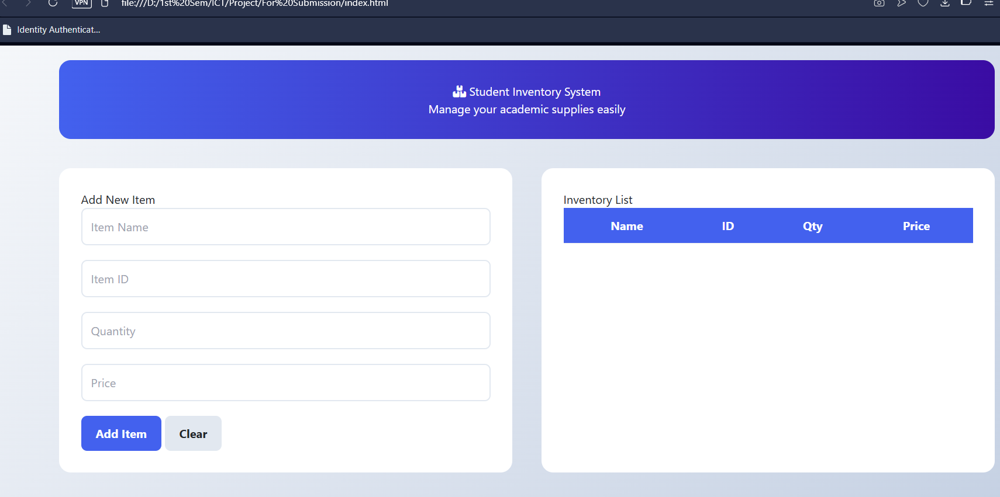 VPN
file:///D:/1st%20Sem/ICT/Project/For%20Submission/index.html
Identity Authenticat...
Student Inventory System
Manage your academic supplies easily
Add New Item
Item Name
Item ID
Quantity
Price
Add Item Clear
Inventory List
Name ID Qty Price